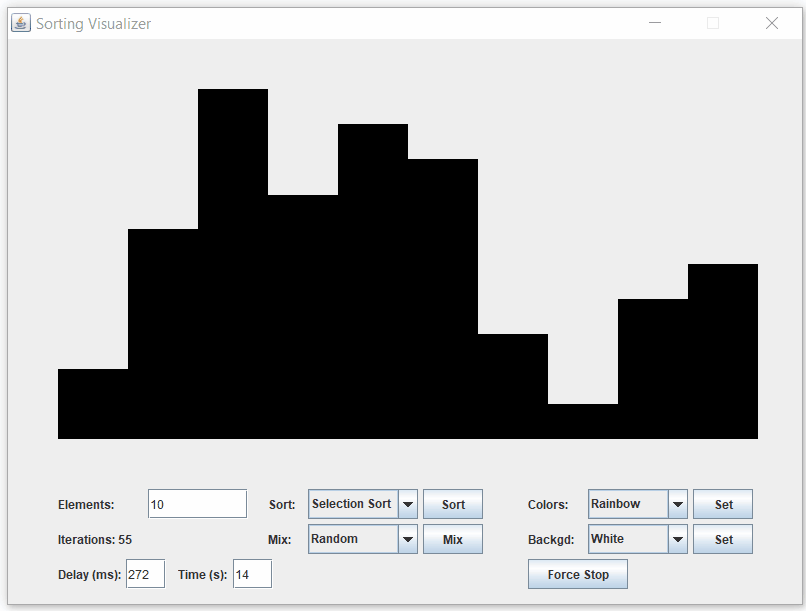 Sorting Visualizer
Elements: 10 Sort: Selection Sort Sort Colors: Rainbow Set
Iterations: 55 Mix: Random Mix Backgd: White Set
Delay (ms): 272 Time (s): 14 Force Stop